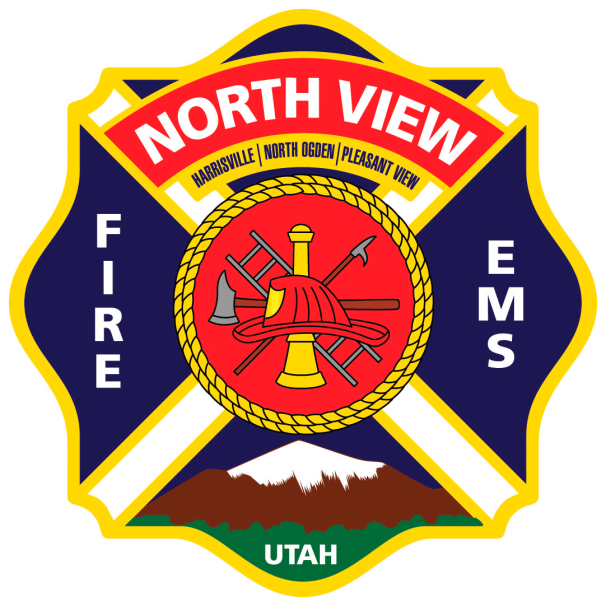 NORTH VIEW
HARRISVILLE | NORTH OGDEN | PLEASANT VIEW
FIRE
EMS
UTAH